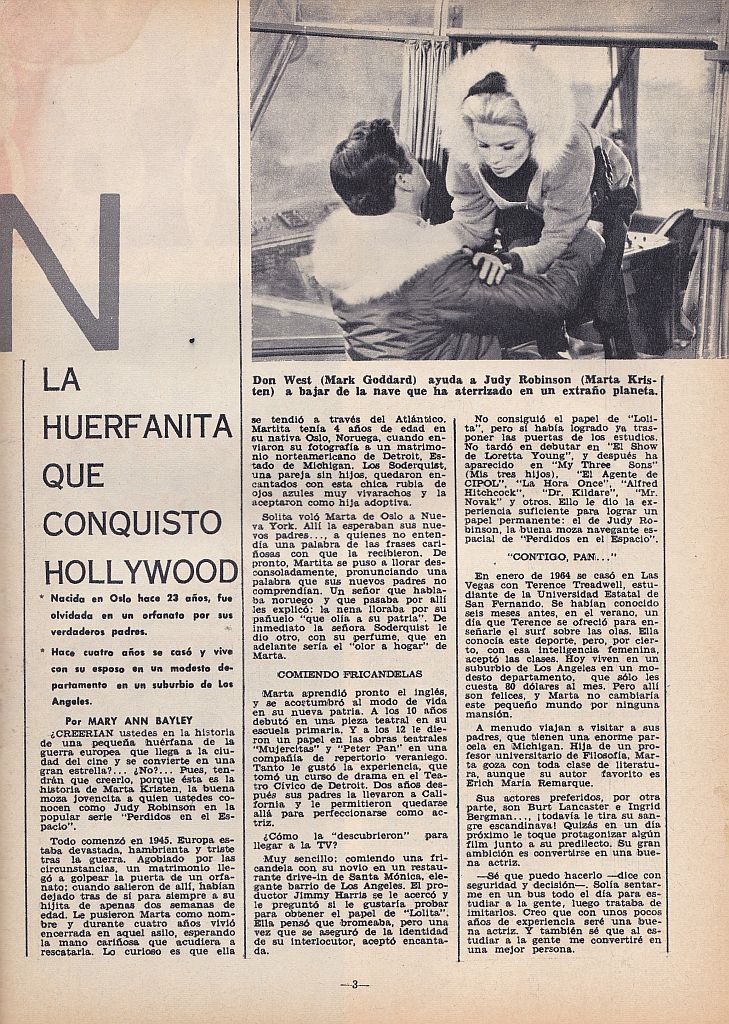 N
LA
HUERFANITA
QUE
CONQUISTO
HOLLYWOOD
* Nacida en Oslo hace 23 años, fue
olvidada en un orfanato por sus
verdaderos padres.
* Hace cuatro años se casó y vive
con su esposo en un modesto de-
partamento en un suburbio de Los
Angeles.
Por MARY ANN BAYLEY
¿CREERIAN ustedes en la historia
de una pequeña huérfana de la
guerra europea que llega a la ciu-
dad del cine y se convierte en una
gran estrella?... ¿No?... Pues, ten-
drán que creerlo, porque ésta es la
historia de Marta Kristen, la buena
moza jovencita a quien ustedes co-
nocen como Judy Robinson en la
popular serie "Perdidos en el Es-
pacio".
Todo comenzó en 1945. Europa es-
taba devastada, hambrienta y triste
tras la guerra. Agobiado por las
circunstancias, un matrimonio lle-
gó a golpear la puerta de un orfa-
nato; cuando salieron de allí, habían
dejado tras de sí para siempre a su
hijita de apenas dos semanas de
edad. Le pusieron Marta como nom-
bre y durante cuatro años vivió
encerrada en aquel asilo, esperando
la mano cariñosa que acudiera a
rescatarla. Lo curioso es que ella
Don West (Mark Goddard) ayuda a Judy Robinson (Marta Kris-
ten) a bajar de la nave que ha aterrizado en un extraño planeta.
se tendió a través del Atlántico.
Martita tenía 4 años de edad en
su nativa Oslo, Noruega, cuando en-
viaron su fotografía a un matrimo-
nio norteamericano de Detroit, Es-
tado de Michigan. Los Soderquist,
una pareja sin hijos, quedaron en-
cantados con esta chica rubia de
ojos azules muy vivarachos y la
aceptaron como hija adoptiva.
Solita voló Marta de Oslo a Nue-
va York. Allí la esperaban sus nue-
vos padres..., a quienes no enten-
día una palabra de las frases cari-
ñosas con que la recibieron. De
pronto, Martita se puso a llorar des-
consoladamente, pronunciando una
palabra que sus nuevos padres no
comprendían. Un señor que habla-
ba noruego y que pasaba por allí
les explicó: la nena lloraba por su
pañuelo "que olía a su patria". De
inmediato la señora Soderquist le
dio otro, con su perfume, que en
adelante sería el "olor a hogar" de
Marta.
COMIENDO FRICANDELAS
Marta aprendió pronto el inglés,
y se acostumbró al modo de vida
en su nueva patria. A los 10 años
debutó en una pieza teatral en su
escuela primaria. Y a los 12 le die-
ron un papel en las obras teatrales
"Mujercitas" y "Peter Pan" en una
compañía de repertorio veraniego.
Tanto le gustó la experiencia, que
tomó un curso de drama en el Tea-
tro Cívico de Detroit. Dos años des-
pués sus padres la llevaron a Cali-
fornia y le permitieron quedarse
allá para perfeccionarse como ac-
triz.
¿Cómo la "descubrieron" para
llegar a la TV?
Muy sencillo: comiendo una fri-
candela con su novio en un restau-
rante drive-in de Santa Mónica, ele-
gante barrio de Los Angeles. El pro-
ductor Jimmy Harris se le acercó y
le preguntó si le gustaría probar
para obtener el papel de "Lolita".
Ella pensó que bromeaba, pero una
vez que se aseguró de la identidad
de su interlocutor, aceptó encanta-
da.
No consiguió el papel de "Loli-
ta", pero sí había logrado ya tras-
poner las puertas de los estudios.
No tardó en debutar en "El Show
de Loretta Young", y después ha
aparecido en "My Three Sons"
(Mis tres hijos), "El Agente de
CIPOL", "La Hora Once", "Alfred
Hitchcock", "Dr. Kildare", "Mr.
Novak" y otros. Ello le dio la ex-
periencia suficiente para lograr un
papel permanente: el de Judy Ro-
binson, la buena moza navegante es-
pacial de "Perdidos en el Espacio".
"CONTIGO, PAN..."
En enero de 1964 se casó en Las
Vegas con Terence Treadwell, estu-
diante de la Universidad Estatal de
San Fernando. Se habían conocido
seis meses antes, en el verano, un
día que Terence se ofreció para en-
señarle el surf sobre las olas. Ella
conocía este deporte, pero, por cier-
to, con esa inteligencia femenina,
aceptó las clases. Hoy viven en un
suburbio de Los Angeles en un mo-
desto departamento, que sólo les
cuesta 80 dólares al mes. Pero allí
son felices, y Marta no cambiaría
este pequeño mundo por ninguna
mansión.
A menudo viajan a visitar a sus
padres, que tienen una enorme par-
cela en Michigan. Hija de un pro-
fesor universitario de Filosofía, Mar-
ta goza con toda clase de literatu-
ra, aunque su autor favorito es
Erich María Remarque.
Sus actores preferidos, por otra
parte, son Burt Lancaster e Ingrid
Bergman..., ¡todavía le tira su san-
gre escandinava! Quizás en un día
próximo le toque protagonizar algún
film junto a su predilecto. Su gran
ambición es convertirse en una bue-
na actriz.
—Sé que puedo hacerlo —dice con
seguridad y decisión—. Solía sentar-
me en un bus todo el día para es-
tudiar a la gente, luego trataba de
imitarlos. Creo que con unos pocos
años de experiencia seré una bue-
na actriz. Y también sé que al es-
tudiar a la gente me convertiré en
una mejor persona.
—3—